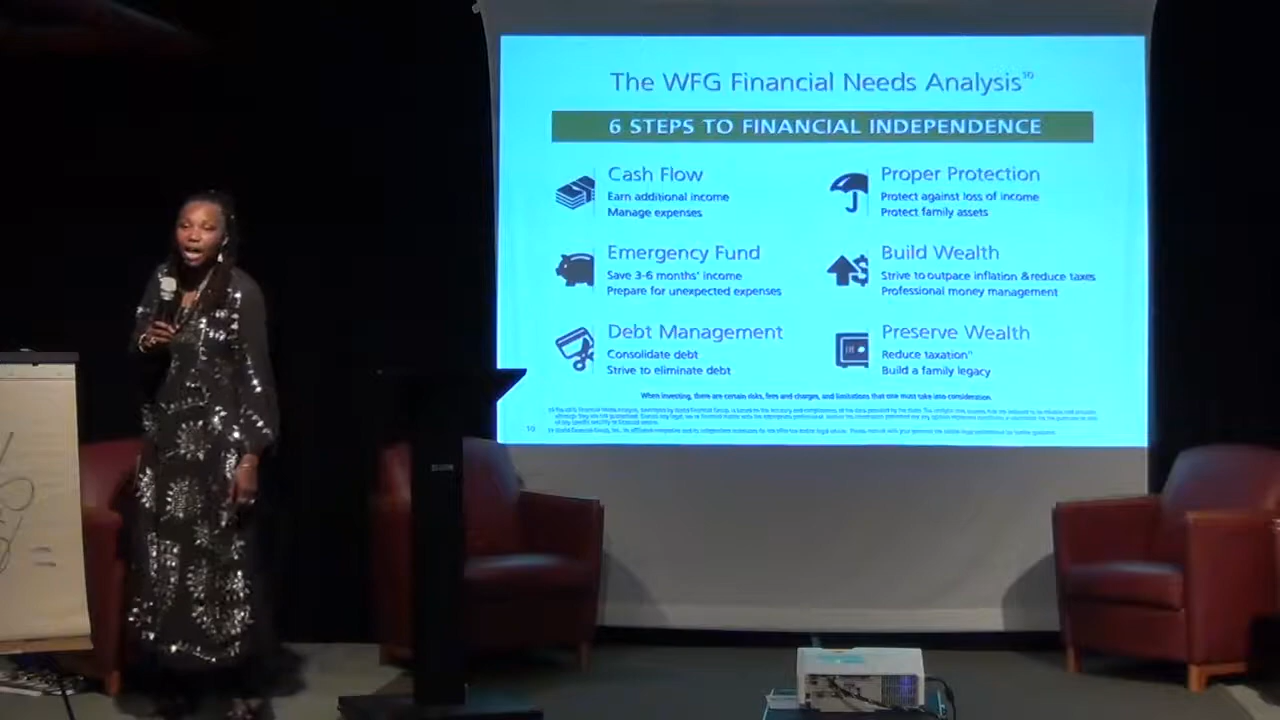 The WFG Financial Needs Analysis¹⁰
6 STEPS TO FINANCIAL INDEPENDENCE
Cash Flow
Earn additional income
Manage expenses
Emergency Fund
Save 3-6 months' income
Prepare for unexpected expenses
Debt Management
Consolidate debt
Strive to eliminate debt
Proper Protection
Protect against loss of income
Protect family assets
Build Wealth
Strive to outpace inflation & reduce taxes
Professional money management
Preserve Wealth
Reduce taxation¹¹
Build a family legacy
When investing, there are certain risks, fees and charges, and limitations that one must take into consideration.
10